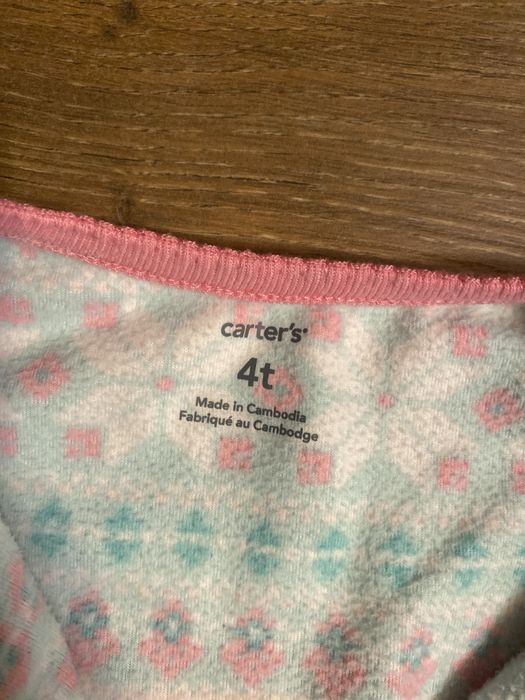 carter's
4t
Made in Cambodia
Fabriqué au Cambodge